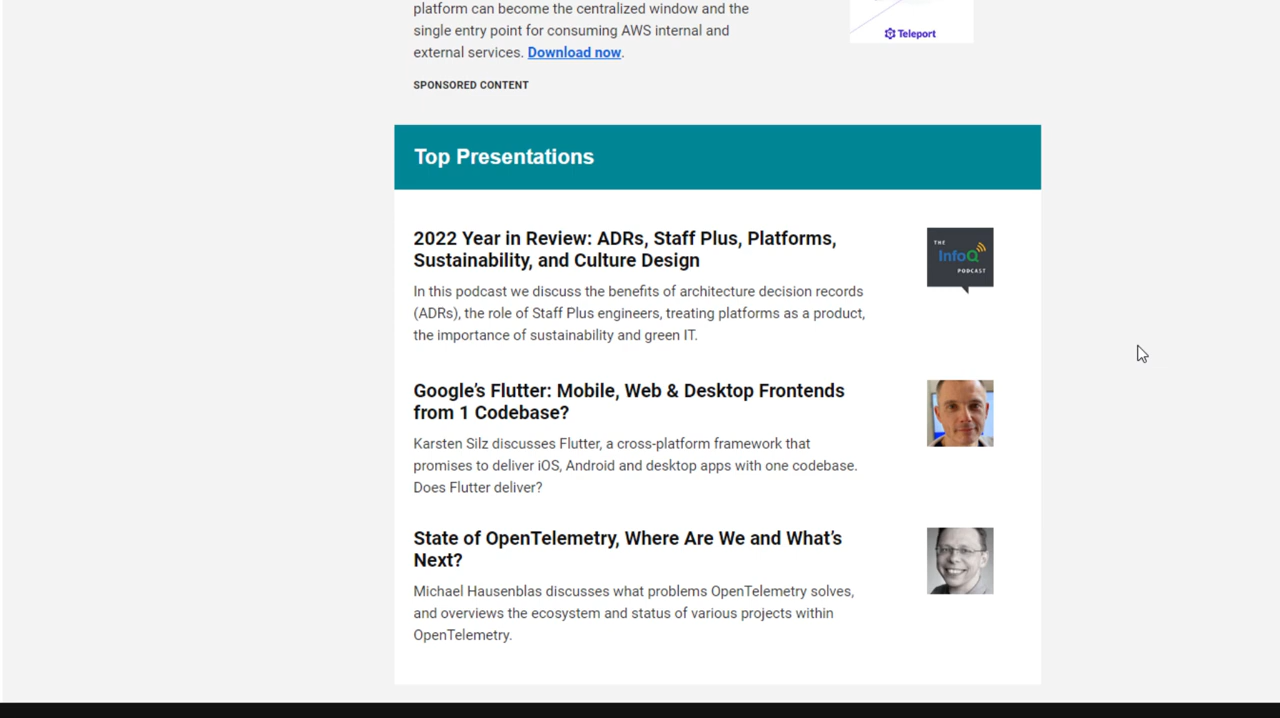 platform can become the centralized window and the
single entry point for consuming AWS internal and
external services. Download now.
Teleport
SPONSORED CONTENT
Top Presentations
2022 Year in Review: ADRs, Staff Plus, Platforms,
Sustainability, and Culture Design
In this podcast we discuss the benefits of architecture decision records
(ADRs), the role of Staff Plus engineers, treating platforms as a product,
the importance of sustainability and green IT.
THE
InfoQ
PODCAST
Google’s Flutter: Mobile, Web & Desktop Frontends
from 1 Codebase?
Karsten Silz discusses Flutter, a cross-platform framework that
promises to deliver iOS, Android and desktop apps with one codebase.
Does Flutter deliver?
State of OpenTelemetry, Where Are We and What’s
Next?
Michael Hausenblas discusses what problems OpenTelemetry solves,
and overviews the ecosystem and status of various projects within
OpenTelemetry.